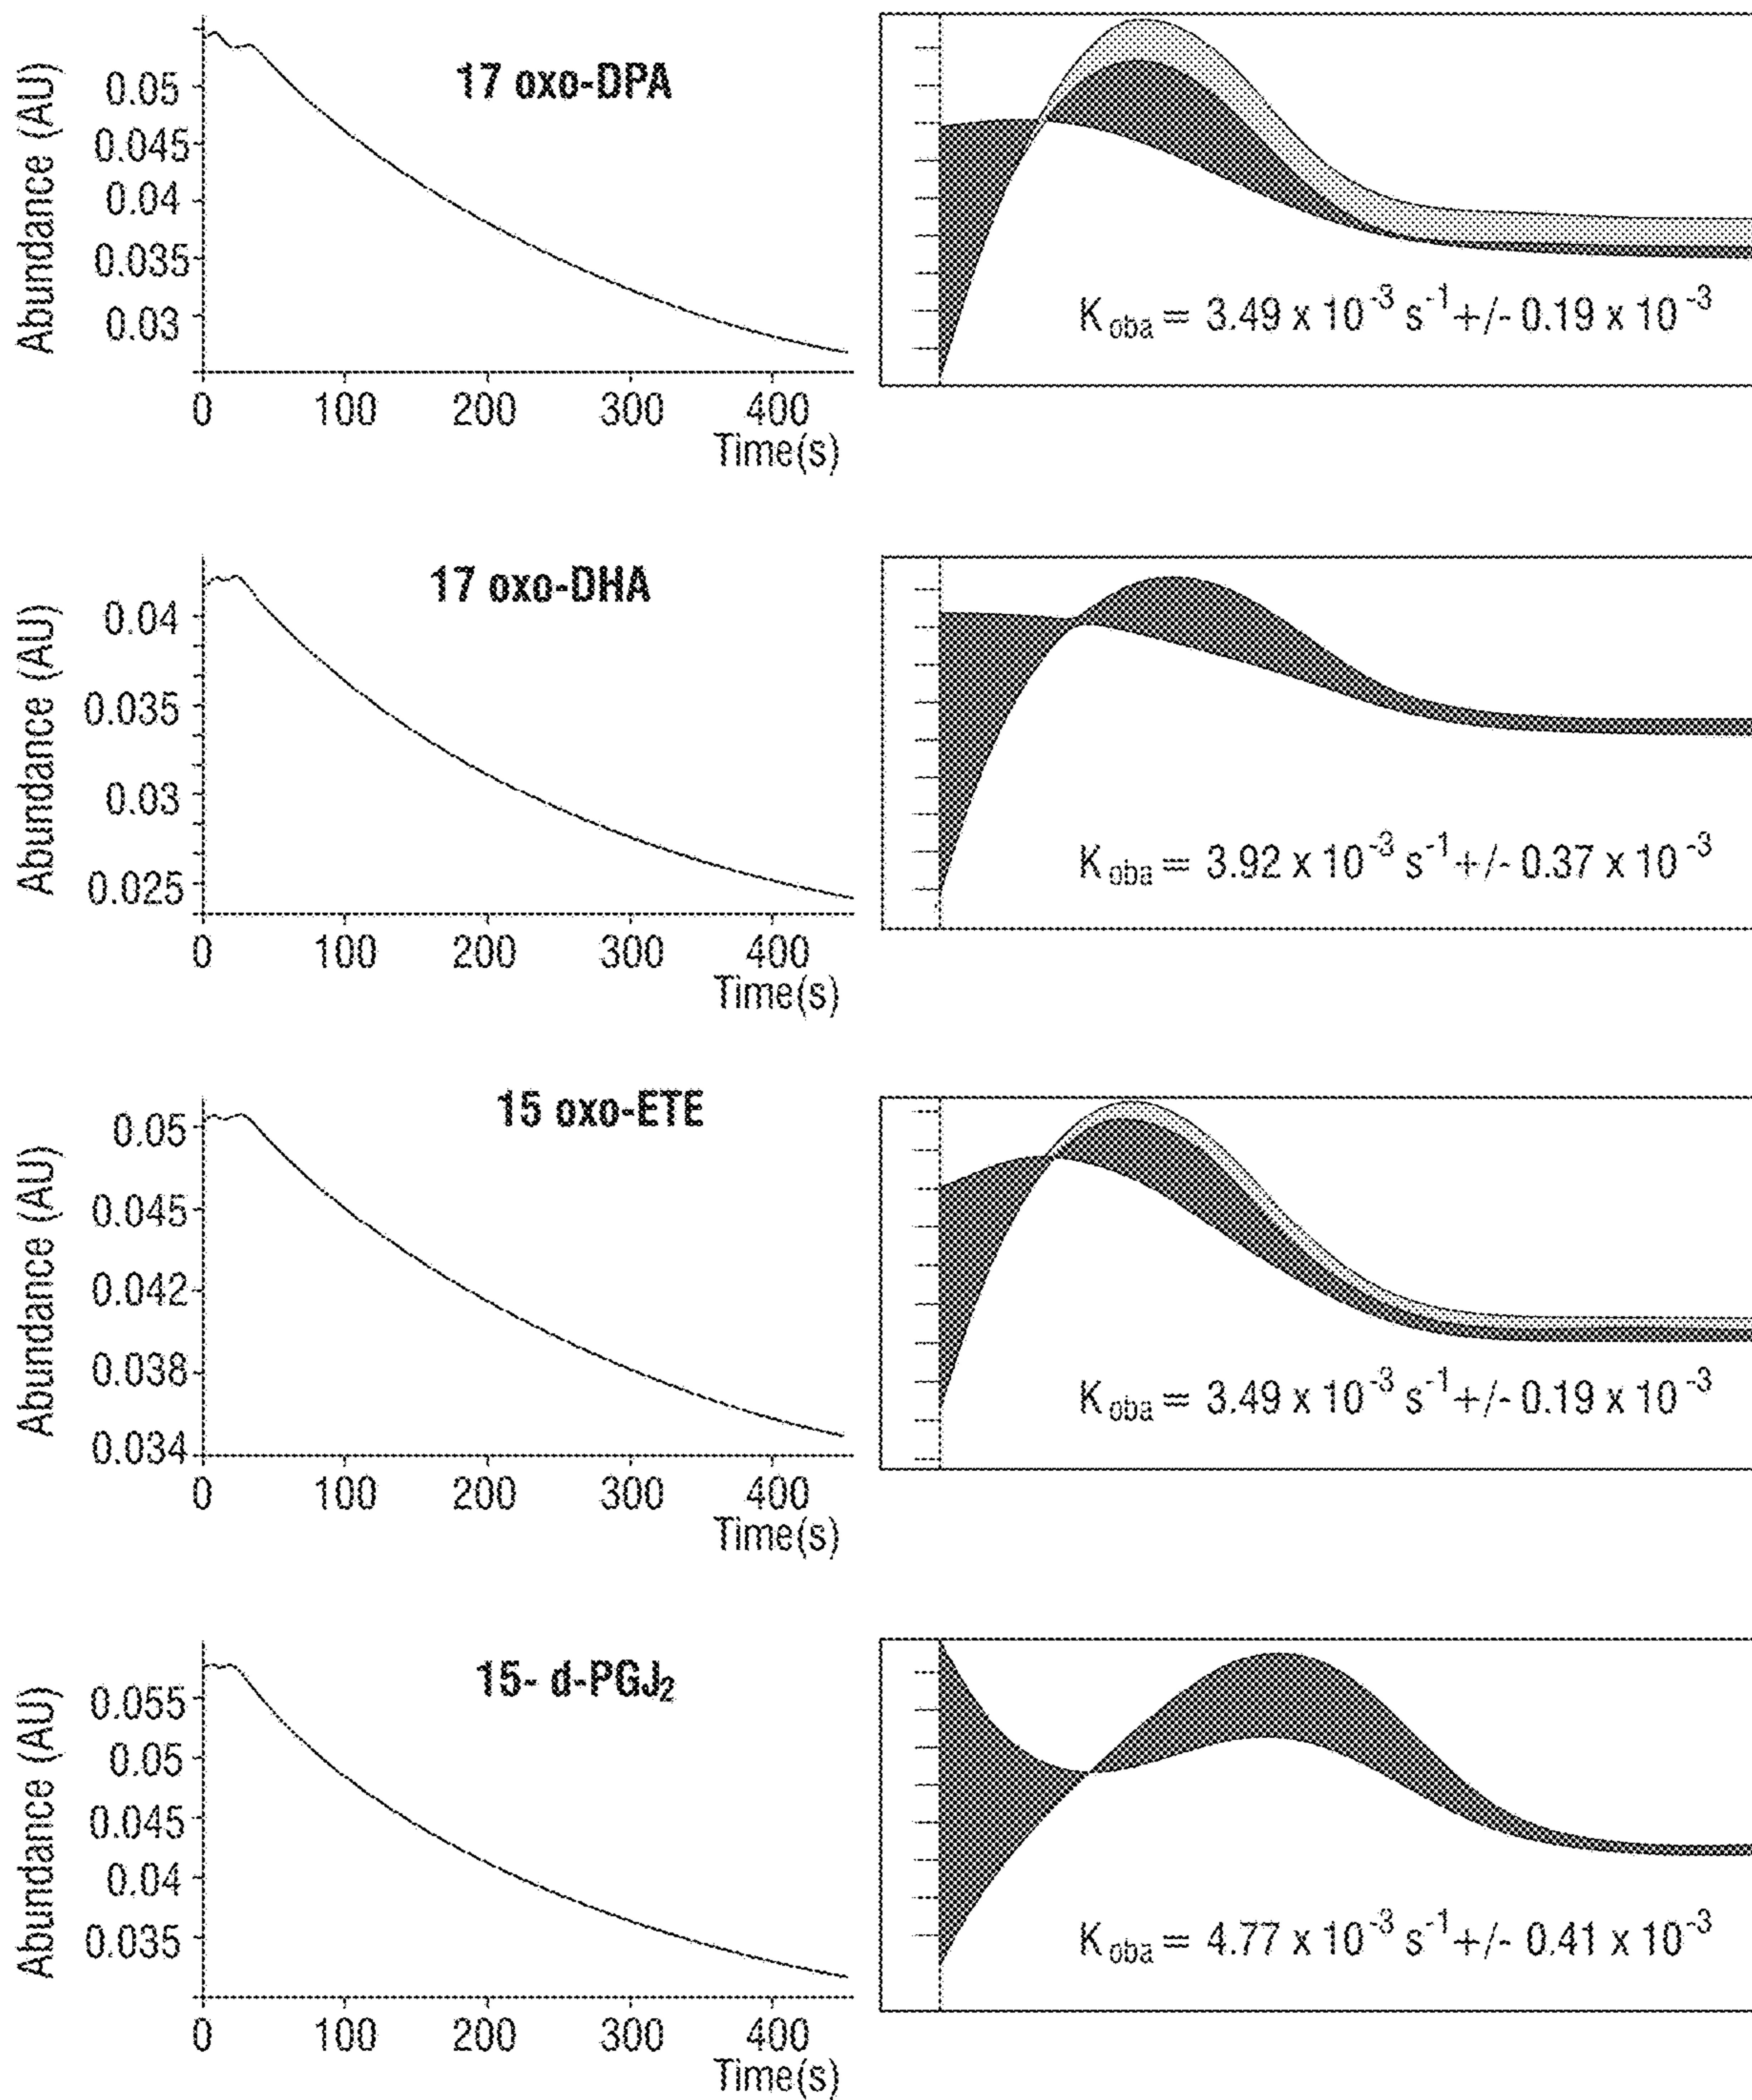 17 oxo-DPA
Abundance (AU)
0.05
0.045
0.04
0.035
0.03
0 100 200 300 400
Time(s)
K oba = 3.49 x 10⁻³ s⁻¹ +/- 0.19 x 10⁻³
17 oxo-DHA
Abundance (AU)
0.04
0.035
0.03
0.025
0 100 200 300 400
Time(s)
K oba = 3.92 x 10⁻³ s⁻¹ +/- 0.37 x 10⁻³
15 oxo-ETE
Abundance (AU)
0.05
0.045
0.042
0.038
0.034
0 100 200 300 400
Time(s)
K oba = 3.49 x 10⁻³ s⁻¹ +/- 0.19 x 10⁻³
15- d-PGJ₂
Abundance (AU)
0.055
0.05
0.045
0.04
0.035
0 100 200 300 400
Time(s)
K oba = 4.77 x 10⁻³ s⁻¹ +/- 0.41 x 10⁻³